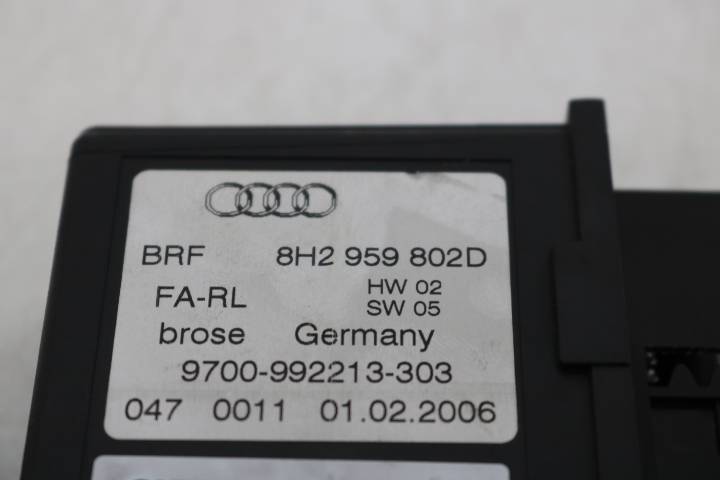 BRF 8H2 959 802D
FA-RL HW 02
SW 05
brose Germany
9700-992213-303
047 0011 01.02.2006